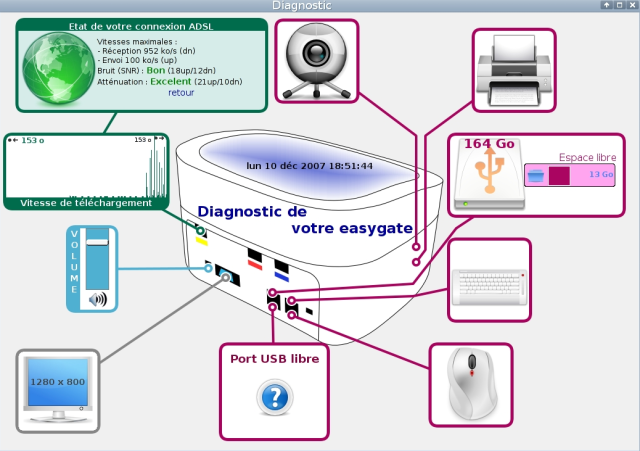 Diagnostic
Etat de votre connexion ADSL
Vitesses maximales :
- Réception 952 ko/s (dn)
- Envoi 100 ko/s (up)
Bruit (SNR) : Bon (18up/12dn)
Atténuation : Excelent (21up/10dn)
retour
153 o
153 o
Vitesse de téléchargement
lun 10 déc 2007 18:51:44
164 Go
Espace libre
13 Go
Diagnostic de
votre easygate
VOLUME
1280 x 800
Port USB libre
?